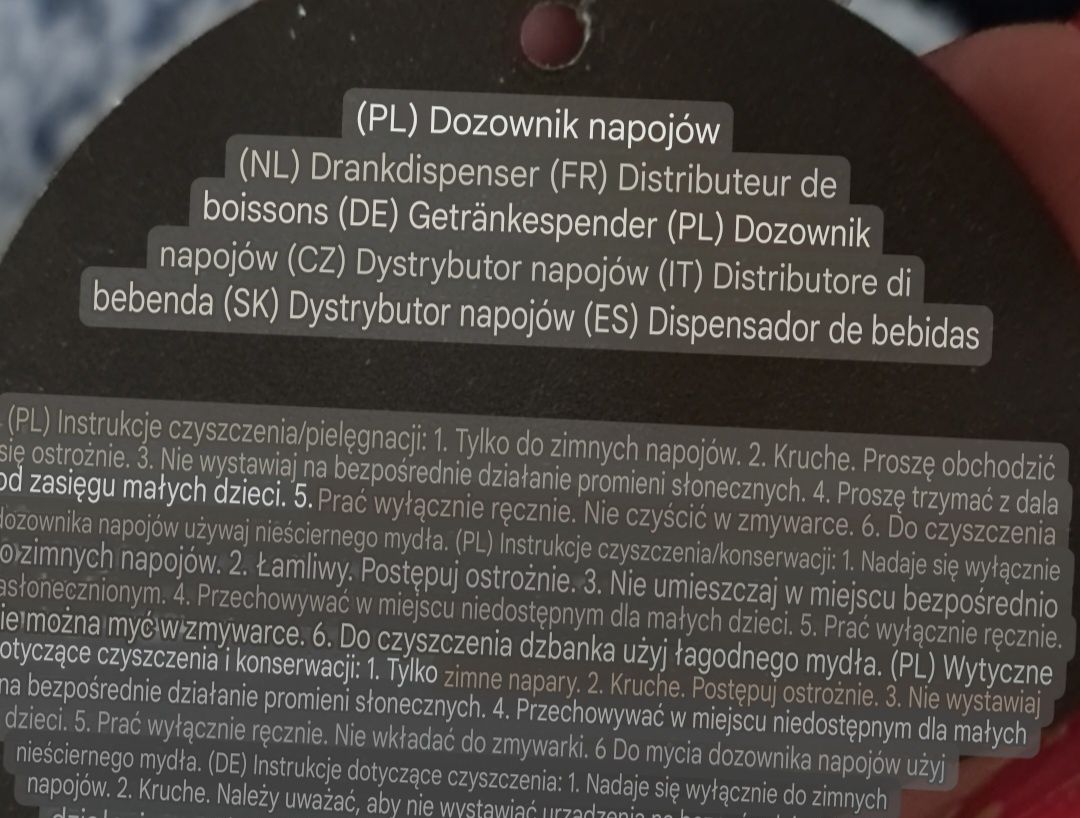 (PL) Dozownik napojów
(NL) Drankdispenser (FR) Distributeur de
boissons (DE) Getränkespender (PL) Dozownik
napojów (CZ) Dystrybutor napojów (IT) Distributore di
bebenda (SK) Dystrybutor napojów (ES) Dispensador de bebidas
(PL) Instrukcje czyszczenia/pielęgnacji: 1. Tylko do zimnych napojów. 2. Kruche. Proszę obchodzić
się ostrożnie. 3. Nie wystawiaj na bezpośrednie działanie promieni słonecznych. 4. Proszę trzymać z dala
od zasięgu małych dzieci. 5. Prać wyłącznie ręcznie. Nie czyścić w zmywarce. 6. Do czyszczenia
dozownika napojów używaj nieściernego mydła. (PL) Instrukcje czyszczenia/konserwacji: 1. Nadaje się wyłącznie
do zimnych napojów. 2. Łamliwy. Postępuj ostrożnie. 3. Nie umieszczaj w miejscu bezpośrednio
nasłonecznionym. 4. Przechowywać w miejscu niedostępnym dla małych dzieci. 5. Prać wyłącznie ręcznie.
Nie można myć w zmywarce. 6. Do czyszczenia dzbanka użyj łagodnego mydła. (PL) Wytyczne
dotyczące czyszczenia i konserwacji: 1. Tylko zimne napary. 2. Kruche. Postępuj ostrożnie. 3. Nie wystawiaj
na bezpośrednie działanie promieni słonecznych. 4. Przechowywać w miejscu niedostępnym dla małych
dzieci. 5. Prać wyłącznie ręcznie. Nie wkładać do zmywarki. 6 Do mycia dozownika napojów użyj
nieściernego mydła. (DE) Instrukcje dotyczące czyszczenia: 1. Nadaje się wyłącznie do zimnych
napojów. 2. Kruche. Należy uważać, aby nie wystawiać urządzenia na